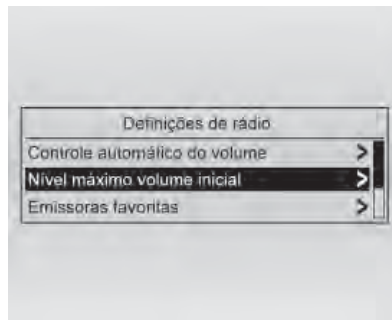 Definições de rádio
Controle automático do volume >
Nível máximo volume inicial >
Emissoras favoritas >